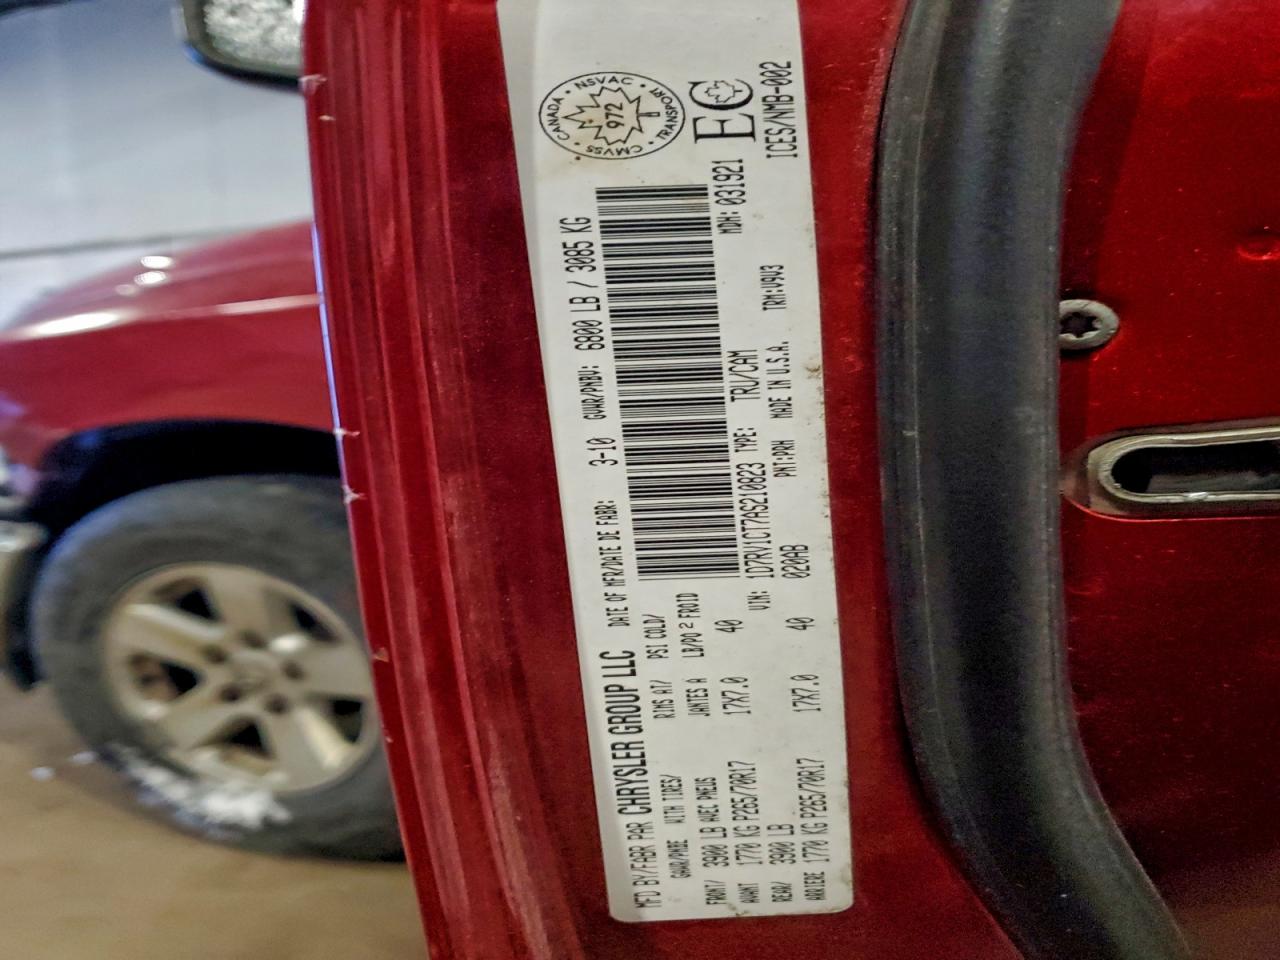 MFD BY/FABR PAR CHRYSLER GROUP LLC DATE OF MFR/DATE DE FABR: 3-10 GVWR/PNBV: 6800 LB / 3085 KG
GAWR/PNBE WITH TIRES/ RIMS AT/ PSI COLD/
FRONT/ 3900 LB AVEC PNEUS JANTES A LB/PO 2 FROID
AVANT 1770 KG P265/70R17 17X7.0 40
REAR/ 3900 LB
ARRIERE 1770 KG P265/70R17 17X7.0 40
VIN: 1D7RV1CT7AS210823 TYPE: TRU/CAM MDH: 031921
020AB PNT:PRH MADE IN U.S.A. TRM:V9V3
CANADA · NSVAC · TRANSPORT · CMVSS ·
972
EC
ICES/NMB-002